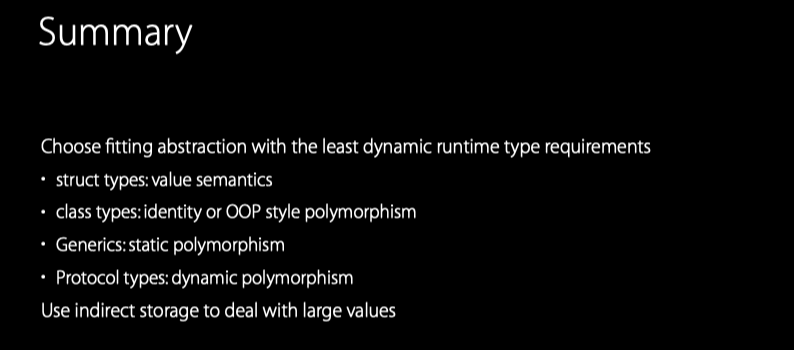 Summary
Choose fitting abstraction with the least dynamic runtime type requirements
• struct types: value semantics
• class types: identity or OOP style polymorphism
• Generics: static polymorphism
• Protocol types: dynamic polymorphism
Use indirect storage to deal with large values